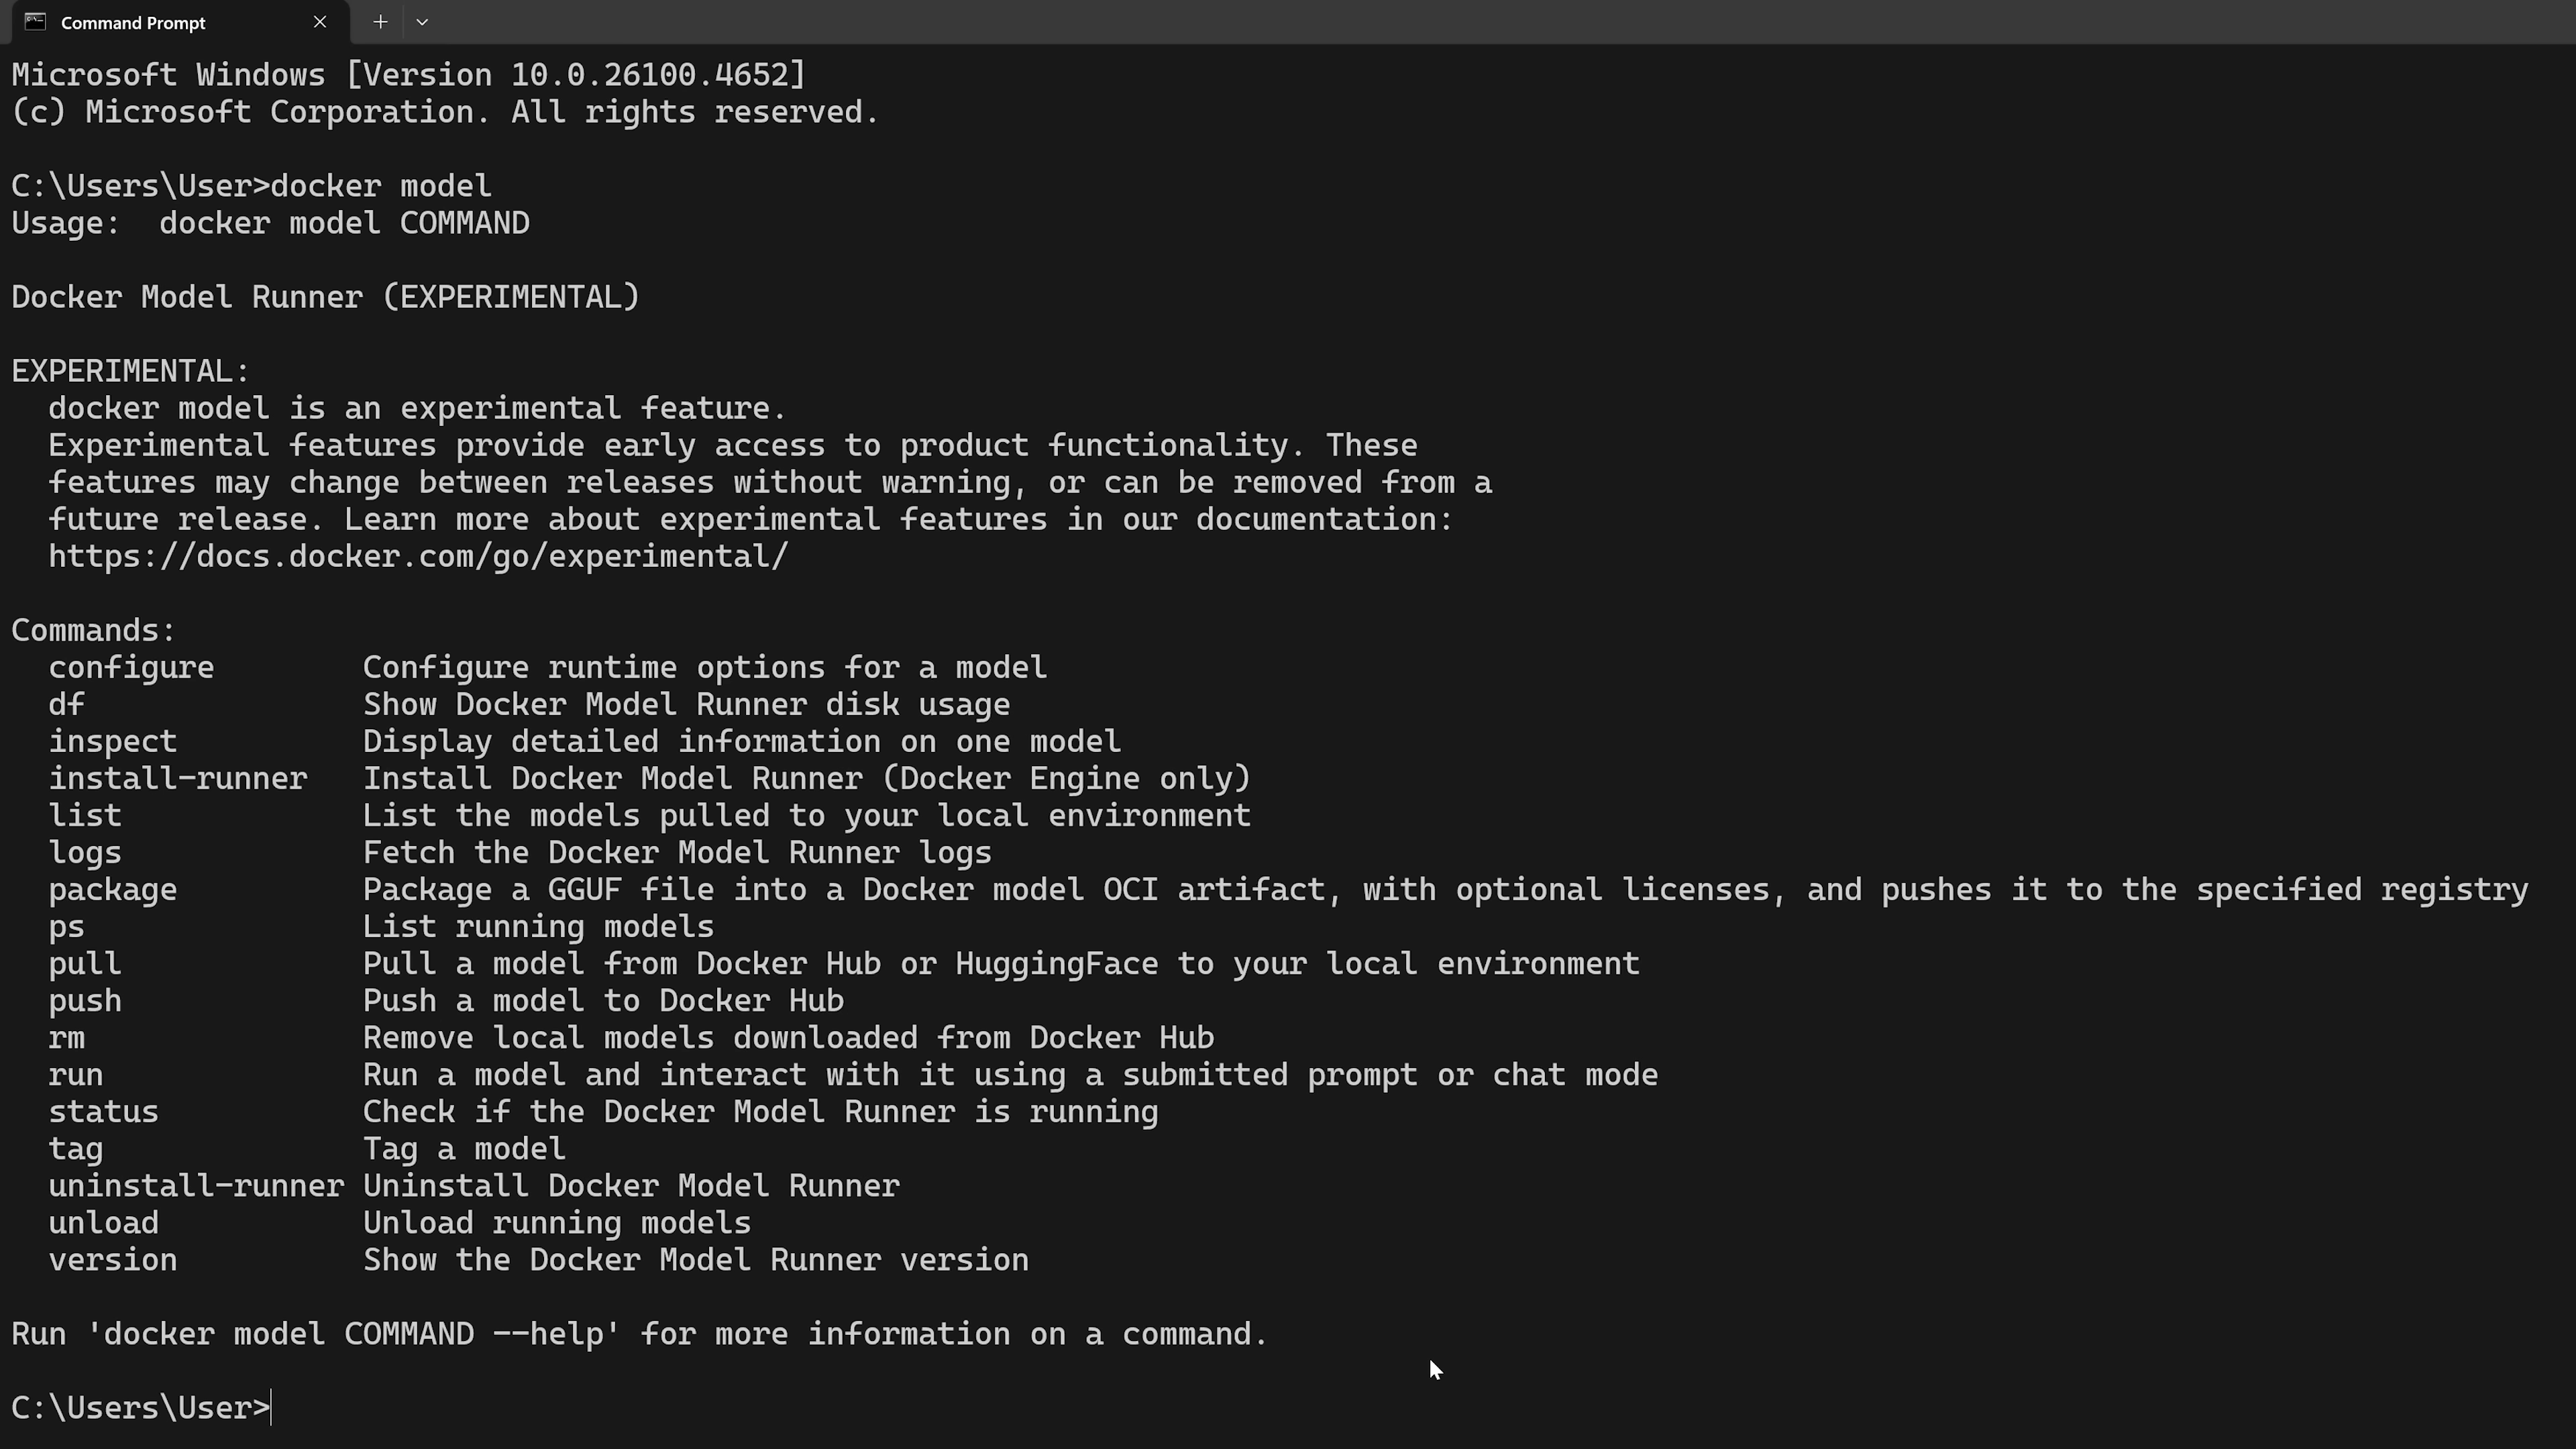 Command Prompt
Microsoft Windows [Version 10.0.26100.4652]
(c) Microsoft Corporation. All rights reserved.
C:\Users\User>docker model
Usage:  docker model COMMAND
Docker Model Runner (EXPERIMENTAL)
EXPERIMENTAL:
  docker model is an experimental feature.
  Experimental features provide early access to product functionality. These
  features may change between releases without warning, or can be removed from a
  future release. Learn more about experimental features in our documentation:
  https://docs.docker.com/go/experimental/
Commands:
  configure        Configure runtime options for a model
  df               Show Docker Model Runner disk usage
  inspect          Display detailed information on one model
  install-runner   Install Docker Model Runner (Docker Engine only)
  list             List the models pulled to your local environment
  logs             Fetch the Docker Model Runner logs
  package          Package a GGUF file into a Docker model OCI artifact, with optional licenses, and pushes it to the specified registry
  ps               List running models
  pull             Pull a model from Docker Hub or HuggingFace to your local environment
  push             Push a model to Docker Hub
  rm               Remove local models downloaded from Docker Hub
  run              Run a model and interact with it using a submitted prompt or chat mode
  status           Check if the Docker Model Runner is running
  tag              Tag a model
  uninstall-runner Uninstall Docker Model Runner
  unload           Unload running models
  version          Show the Docker Model Runner version
Run 'docker model COMMAND --help' for more information on a command.
C:\Users\User>